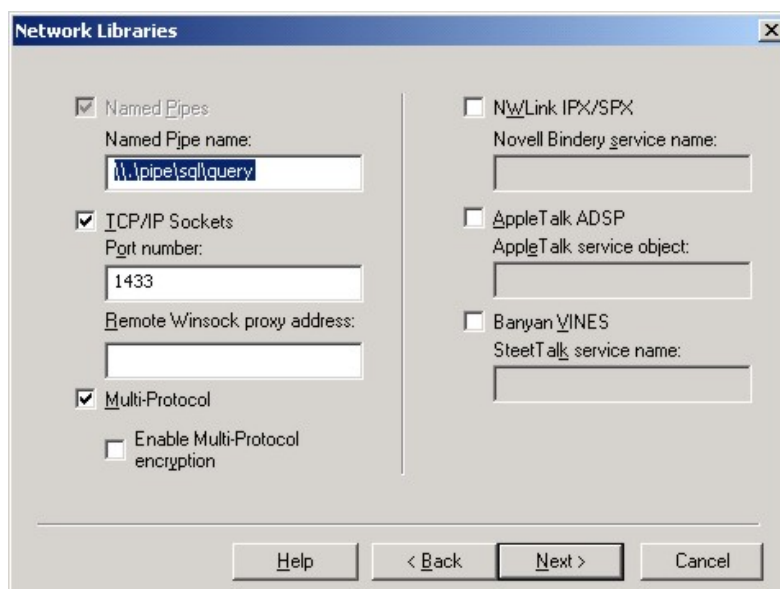 Network Libraries
Named Pipes
Named Pipe name:
\\.\pipe\sql\query
TCP/IP Sockets
Port number:
1433
Remote Winsock proxy address:
Multi-Protocol
Enable Multi-Protocol
encryption
NWLink IPX/SPX
Novell Bindery service name:
AppleTalk ADSP
AppleTalk service object:
Banyan VINES
SteetTalk service name:
Help
< Back
Next >
Cancel